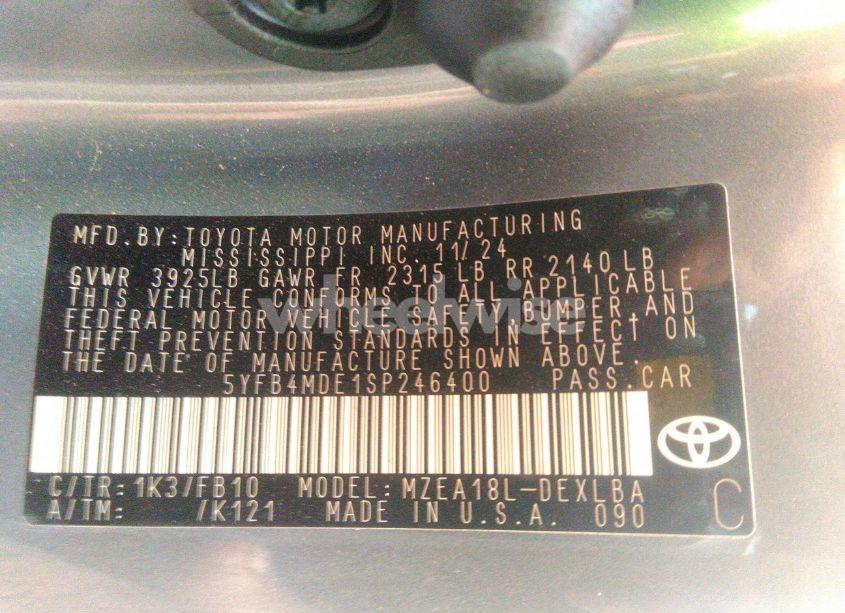 MFD.BY:TOYOTA MOTOR MANUFACTURING
MISSISSIPPI INC. 11/24
GVWR 3925LB GAWR FR 2315 LB RR 2140 LB
THIS VEHICLE CONFORMS TO ALL APPLICABLE
FEDERAL MOTOR VEHICLE SAFETY, BUMPER, AND
THEFT PREVENTION STANDARDS IN EFFECT ON
THE DATE OF MANUFACTURE SHOWN ABOVE.
5YFB4MDE1SP246400 PASS.CAR
C/TR: 1K3/FB10 MODEL: MZEA18L-DEXLBA
A/TM: /K121 MADE IN U.S.A. 090 C
wheelwise